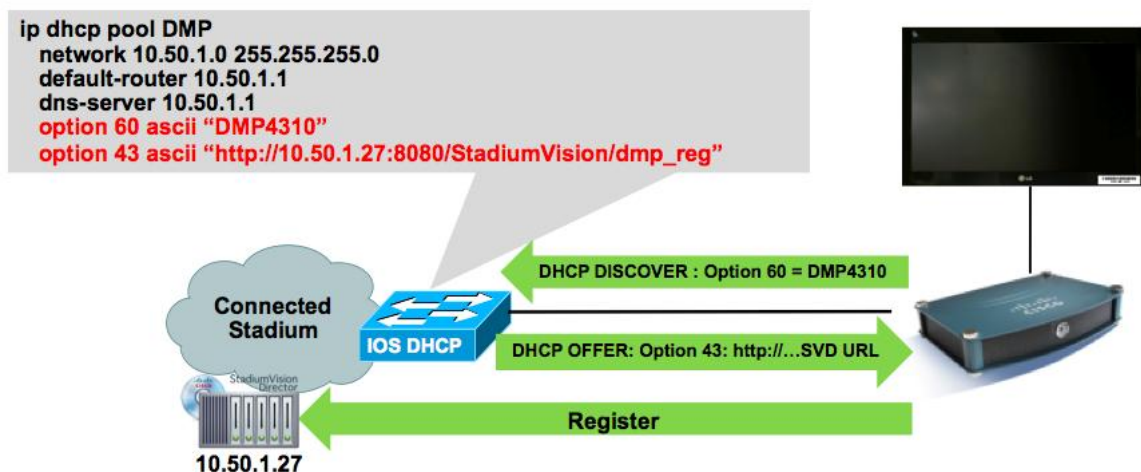 ip dhcp pool DMP
network 10.50.1.0 255.255.255.0
default-router 10.50.1.1
dns-server 10.50.1.1
option 60 ascii “DMP4310”
option 43 ascii “http://10.50.1.27:8080/StadiumVision/dmp_reg”
DHCP DISCOVER : Option 60 = DMP4310
Connected
Stadium
IOS DHCP
DHCP OFFER: Option 43: http://…SVD URL
StadiumVision
Director
Register
10.50.1.27
LG
CISCO